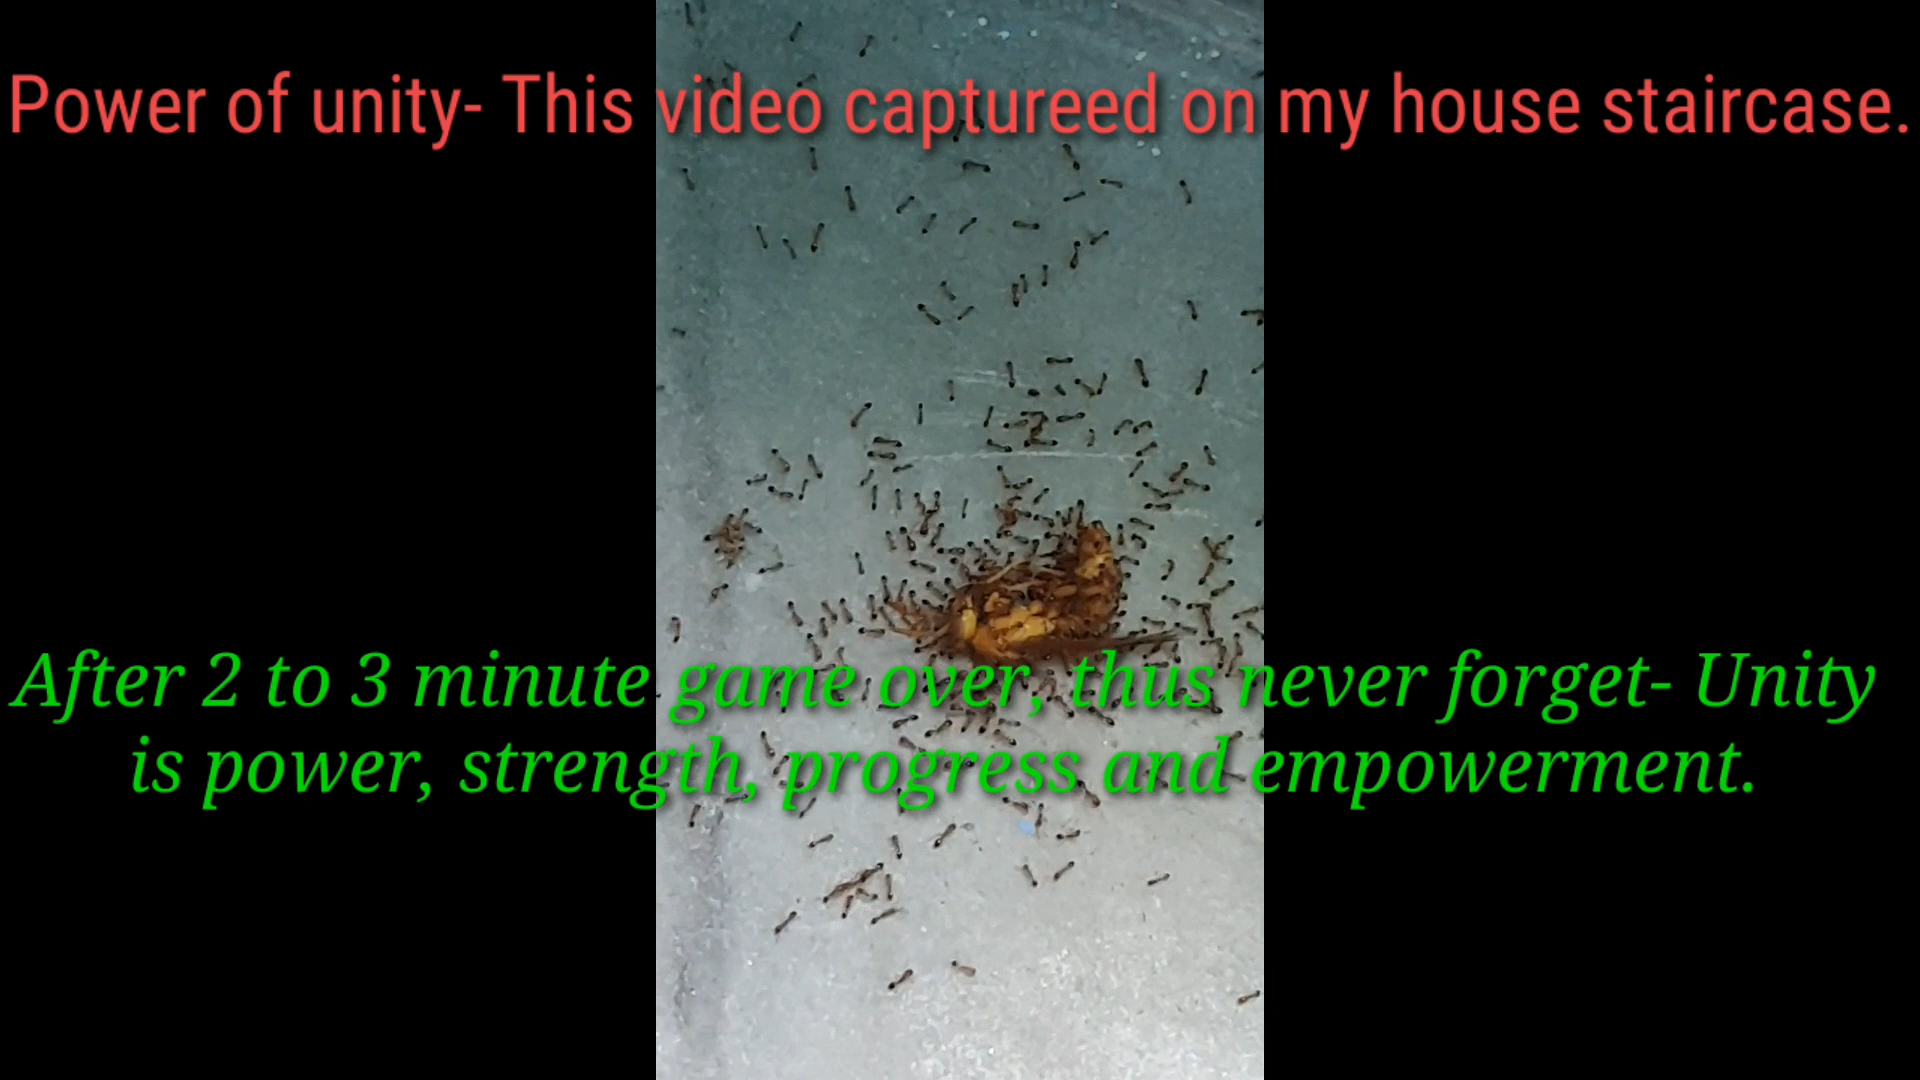 Power of unity- This video captureed on my house staircase.
After 2 to 3 minute game over, thus never forget- Unity
is power, strength, progress and empowerment.